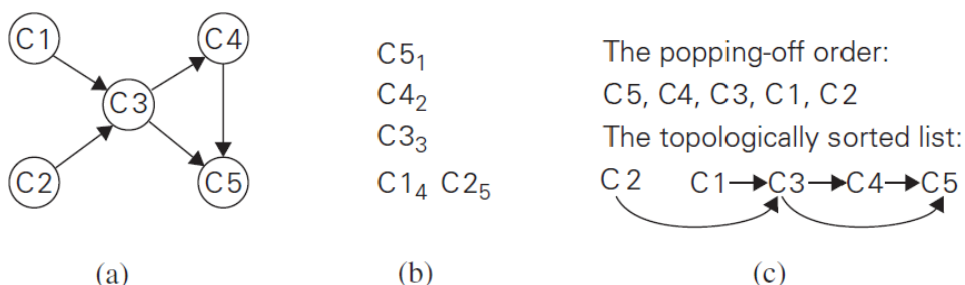 C1
C4
C3
C2
C5
(a)
C5₁
C4₂
C3₃
C1₄ C2₅
(b)
The popping-off order:
C5, C4, C3, C1, C2
The topologically sorted list:
C2 C1 C3 C4 C5
(c)